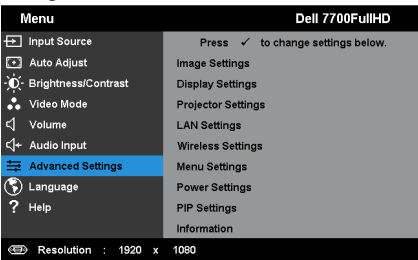 Menu Dell 7700FullHD
Input Source
Auto Adjust
Brightness/Contrast
Video Mode
Volume
Audio Input
Advanced Settings
Language
? Help
Press ✓ to change settings below.
Image Settings
Display Settings
Projector Settings
LAN Settings
Wireless Settings
Menu Settings
Power Settings
PIP Settings
Information
Resolution : 1920 x 1080